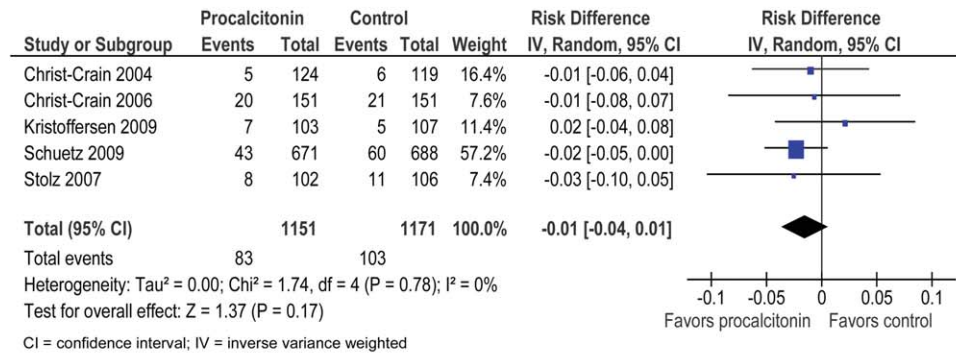 Procalcitonin Control Risk Difference Risk Difference
Study or Subgroup Events Total Events Total Weight IV, Random, 95% CI IV, Random, 95% CI
Christ-Crain 2004 5 124 6 119 16.4% -0.01 [-0.06, 0.04]
Christ-Crain 2006 20 151 21 151 7.6% -0.01 [-0.08, 0.07]
Kristoffersen 2009 7 103 5 107 11.4% 0.02 [-0.04, 0.08]
Schuetz 2009 43 671 60 688 57.2% -0.02 [-0.05, 0.00]
Stolz 2007 8 102 11 106 7.4% -0.03 [-0.10, 0.05]
Total (95% CI) 1151 1171 100.0% -0.01 [-0.04, 0.01]
Total events 83 103
Heterogeneity: Tau² = 0.00; Chi² = 1.74, df = 4 (P = 0.78); I² = 0%
Test for overall effect: Z = 1.37 (P = 0.17)
-0.1 -0.05 0 0.05 0.1
Favors procalcitonin Favors control
CI = confidence interval; IV = inverse variance weighted